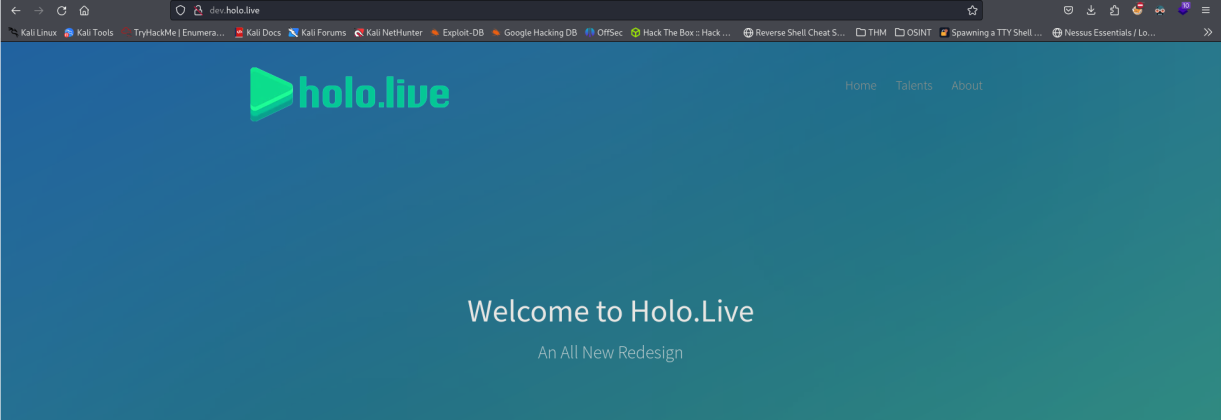 dev.holo.live
10
Kali Linux Kali Tools TryHackMe | Enumera... Kali Docs Kali Forums Kali NetHunter Exploit-DB Google Hacking DB OffSec Hack The Box :: Hack ... Reverse Shell Cheat S... THM OSINT Spawning a TTY Shell ... Nessus Essentials / Lo...
holo.live
Home Talents About
Welcome to Holo.Live
An All New Redesign